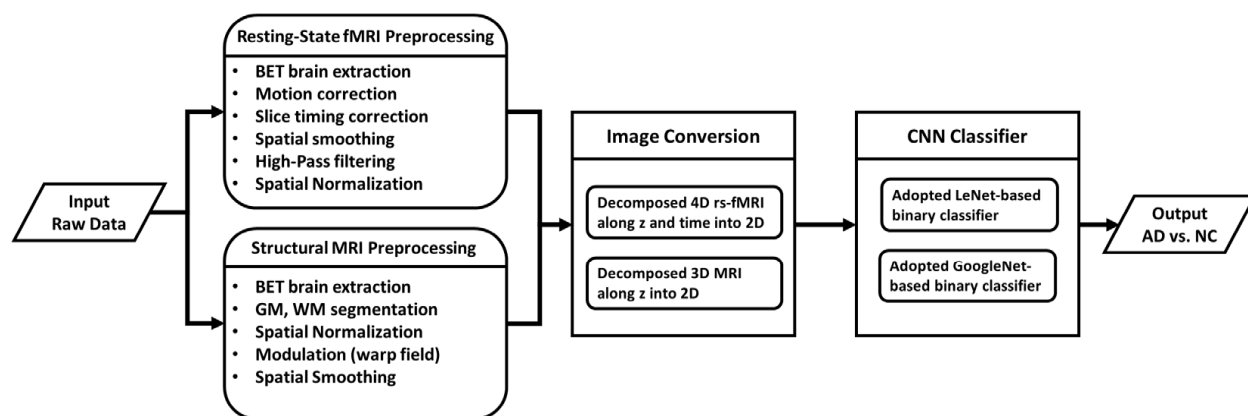 Input
Raw Data
Resting-State fMRI Preprocessing
• BET brain extraction
• Motion correction
• Slice timing correction
• Spatial smoothing
• High-Pass filtering
• Spatial Normalization
Structural MRI Preprocessing
• BET brain extraction
• GM, WM segmentation
• Spatial Normalization
• Modulation (warp field)
• Spatial Smoothing
Image Conversion
Decomposed 4D rs-fMRI
along z and time into 2D
Decomposed 3D MRI
along z into 2D
CNN Classifier
Adopted LeNet-based
binary classifier
Adopted GoogleNet-
based binary classifier
Output
AD vs. NC